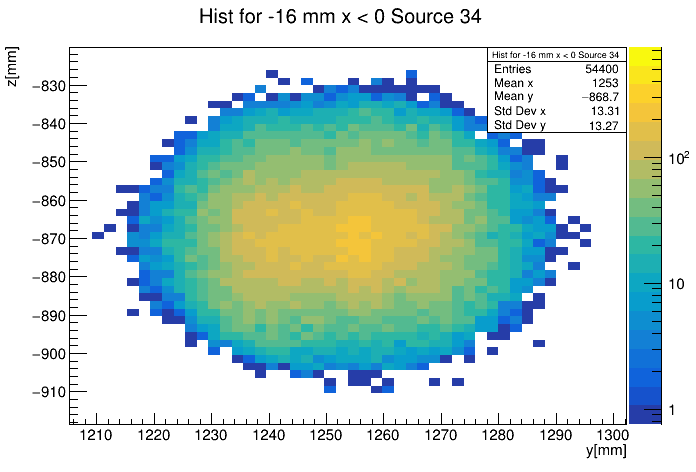 Hist for -16 mm x < 0 Source 34
z[mm]
Hist for -16 mm x < 0 Source 34
Entries 54400
Mean x 1253
Mean y −868.7
Std Dev x 13.31
Std Dev y 13.27
−830
−840
−850
−860
−870
−880
−890
−900
−910
10²
10
1
1210 1220 1230 1240 1250 1260 1270 1280 1290 1300
y[mm]